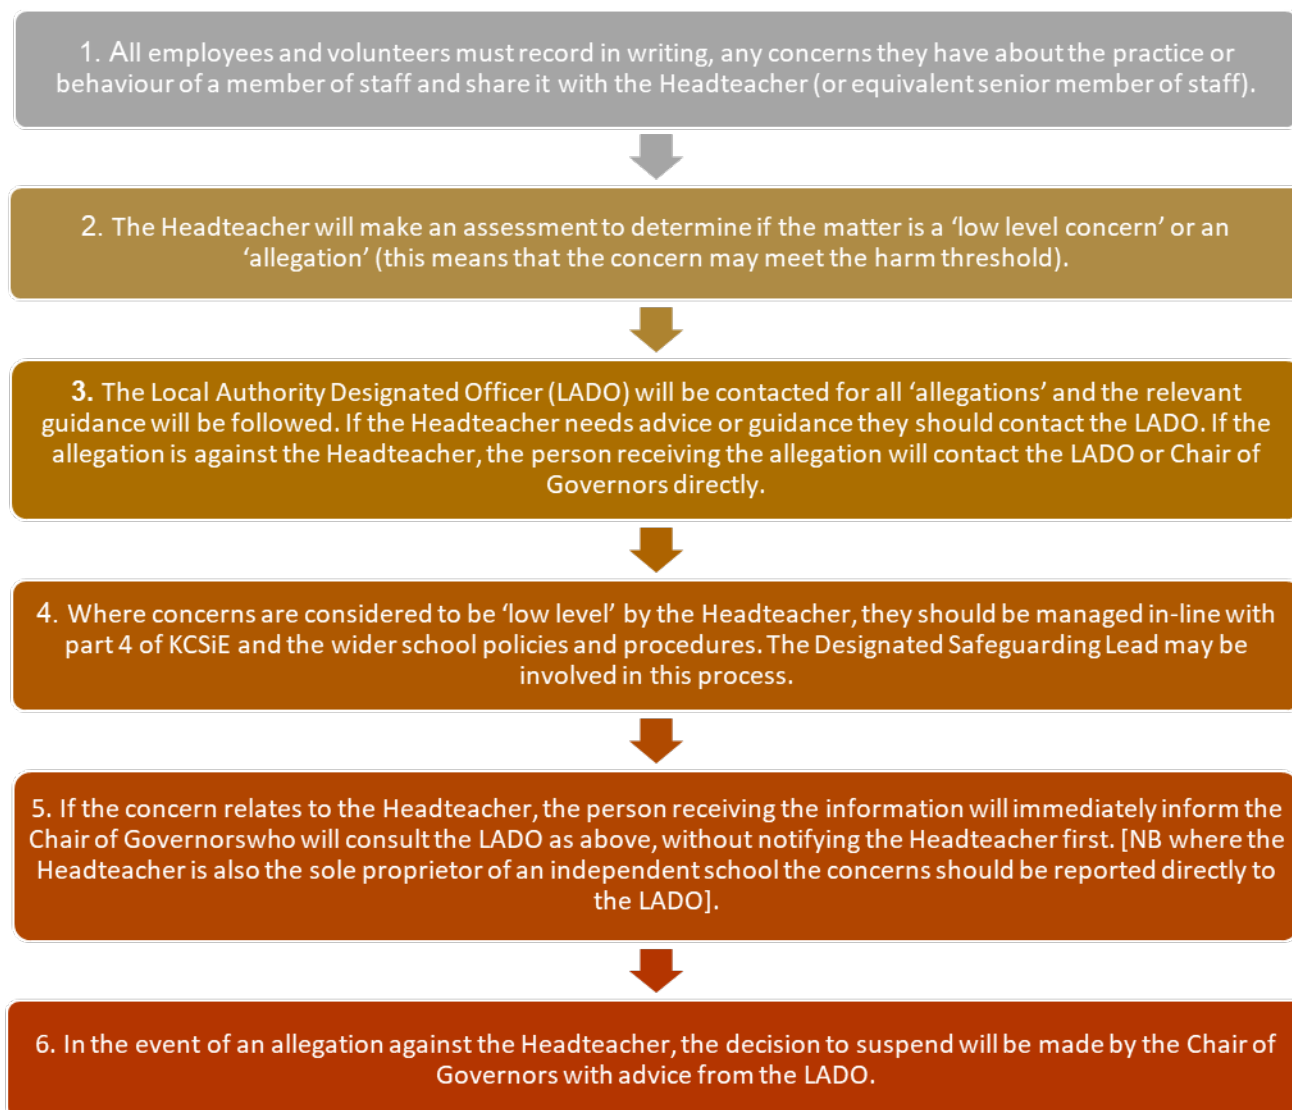 1. All employees and volunteers must record in writing, any concerns they have about the practice or
behaviour of a member of staff and share it with the Headteacher (or equivalent senior member of staff).
2. The Headteacher will make an assessment to determine if the matter is a ‘low level concern’ or an
‘allegation’ (this means that the concern may meet the harm threshold).
3. The Local Authority Designated Officer (LADO) will be contacted for all ‘allegations’ and the relevant
guidance will be followed. If the Headteacher needs advice or guidance they should contact the LADO. If the
allegation is against the Headteacher, the person receiving the allegation will contact the LADO or Chair of
Governors directly.
4. Where concerns are considered to be ‘low level’ by the Headteacher, they should be managed in-line with
part 4 of KCSiE and the wider school policies and procedures. The Designated Safeguarding Lead may be
involved in this process.
5. If the concern relates to the Headteacher, the person receiving the information will immediately inform the
Chair of Governorswho will consult the LADO as above, without notifying the Headteacher first. [NB where the
Headteacher is also the sole proprietor of an independent school the concerns should be reported directly to
the LADO].
6. In the event of an allegation against the Headteacher, the decision to suspend will be made by the Chair of
Governors with advice from the LADO.